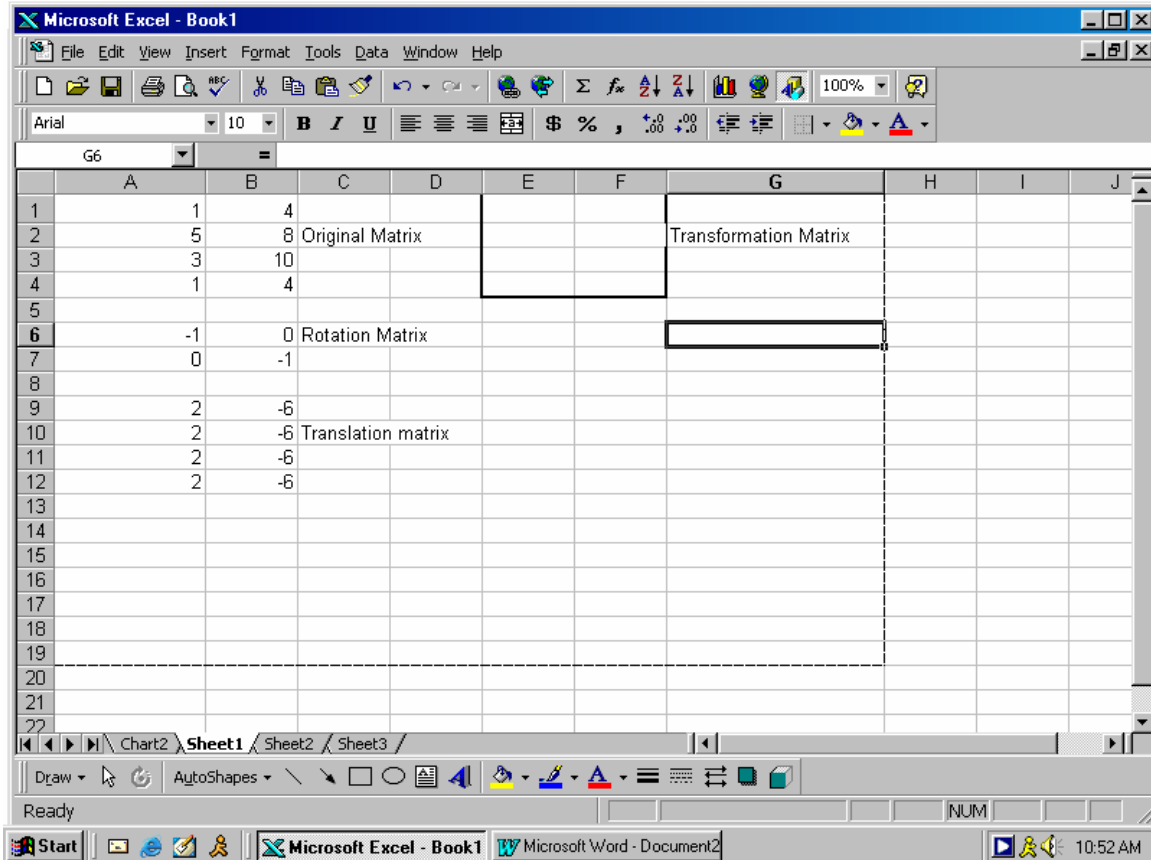 Microsoft Excel - Book1
File Edit View Insert Format Tools Data Window Help
100%
Arial 10 B I U $ % ,
G6 =
A B C D E F G H I J
1 1 4
2 5 8 Original Matrix Transformation Matrix
3 3 10
4 1 4
5
6 -1 0 Rotation Matrix
7 0 -1
8
9 2 -6
10 2 -6 Translation matrix
11 2 -6
12 2 -6
13
14
15
16
17
18
19
20
21
22
Chart2 Sheet1 Sheet2 Sheet3
Draw AutoShapes
Ready NUM
Start Microsoft Excel - Book1 Microsoft Word - Document2 10:52 AM